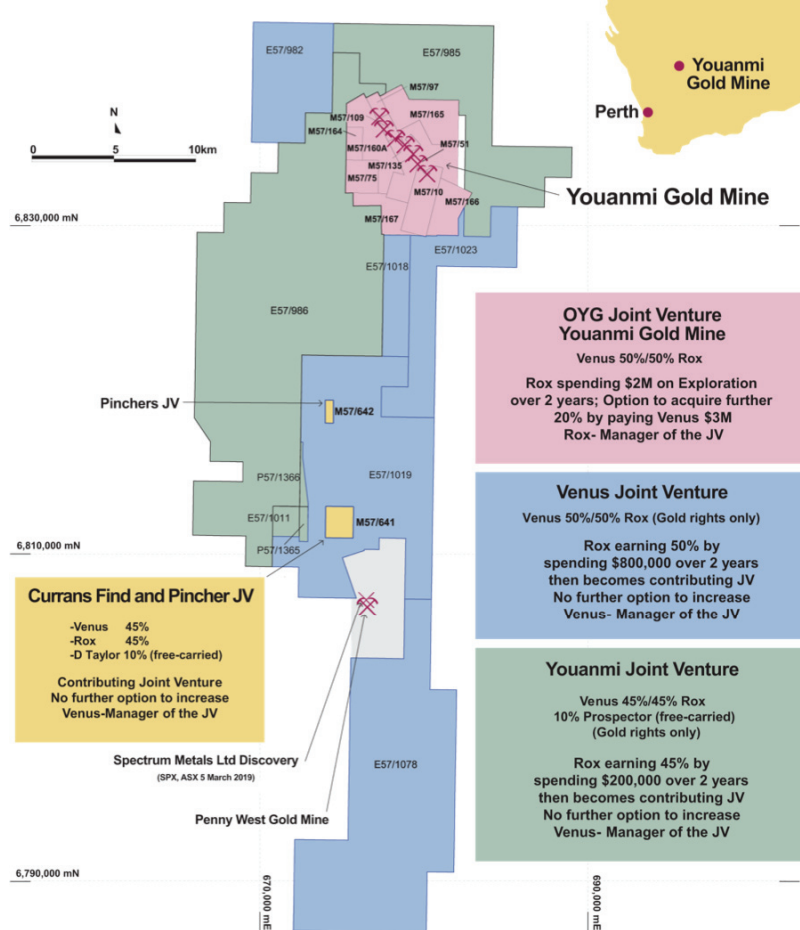 E57/982
E57/985
Youanmi
Gold Mine
Perth
N
0
5
10km
M57/97
M57/109
M57/165
M57/164
M57/160A
M57/51
M57/135
M57/75
M57/10
M57/166
M57/167
Youanmi Gold Mine
6,830,000 mN
E57/1023
E57/1018
E57/986
OYG Joint Venture
Youanmi Gold Mine
Venus 50%/50% Rox
Rox spending $2M on Exploration
over 2 years; Option to acquire further
20% by paying Venus $3M
Rox- Manager of the JV
Pinchers JV
M57/642
P57/1366
E57/1019
E57/1011
M57/641
P57/1365
6,810,000 mN
Venus Joint Venture
Venus 50%/50% Rox (Gold rights only)
Rox earning 50% by
spending $800,000 over 2 years
then becomes contributing JV
No further option to increase
Venus- Manager of the JV
Currans Find and Pincher JV
-Venus 45%
-Rox 45%
-D Taylor 10% (free-carried)
Contributing Joint Venture
No further option to increase
Venus-Manager of the JV
Youanmi Joint Venture
Venus 45%/45% Rox
10% Prospector (free-carried)
(Gold rights only)
Rox earning 45% by
spending $200,000 over 2 years
then becomes contributing JV
No further option to increase
Venus- Manager of the JV
Spectrum Metals Ltd Discovery
(SPX, ASX 5 March 2019)
E57/1078
Penny West Gold Mine
6,790,000 mN
670,000 mE
690,000 mE